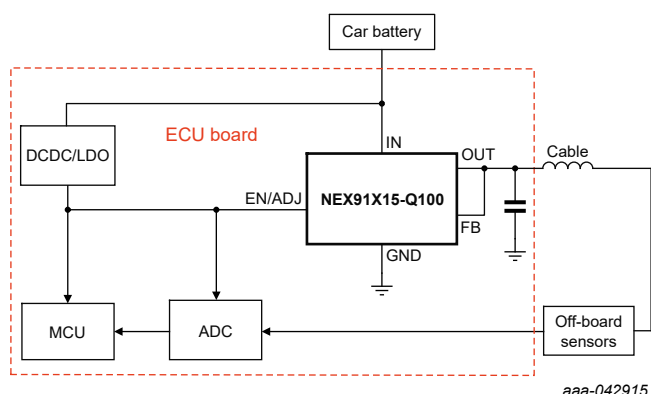 Car battery
ECU board
DCDC/LDO
IN
OUT
Cable
EN/ADJ
NEX91X15-Q100
FB
GND
MCU
ADC
Off-board
sensors
aaa-042915